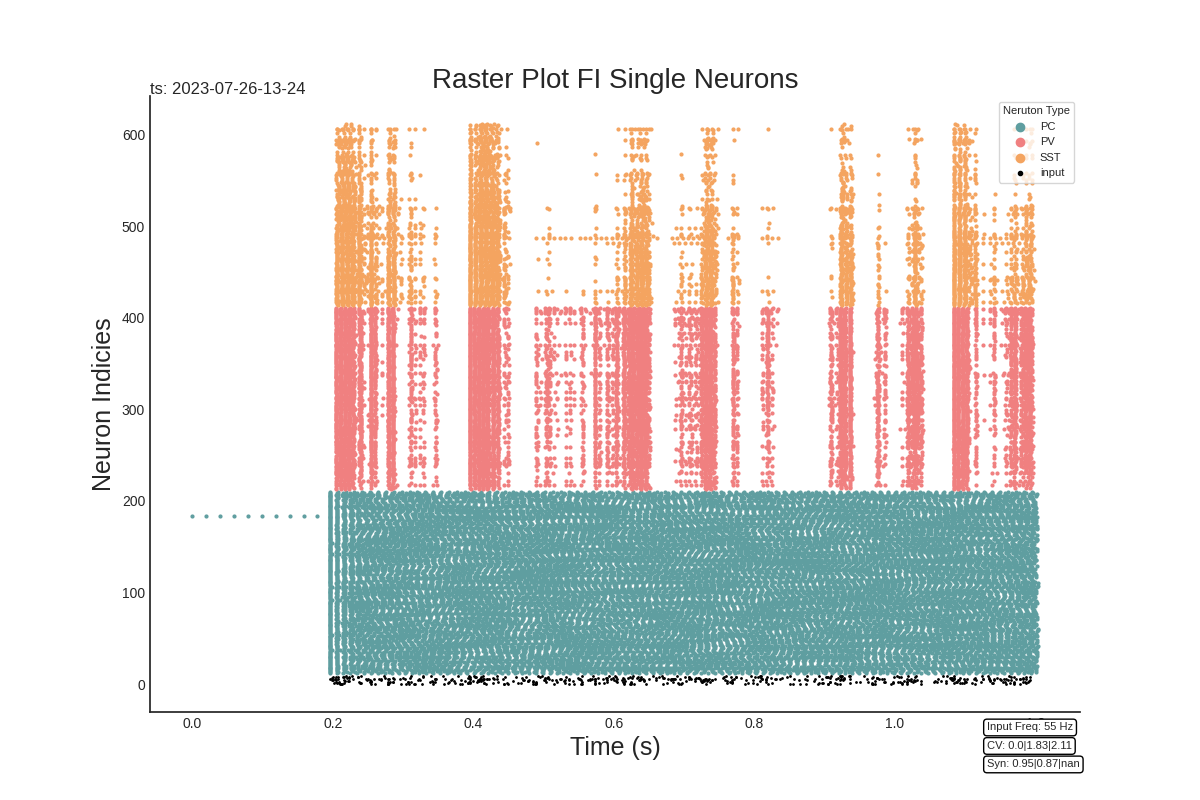 Raster Plot FI Single Neurons
ts: 2023-07-26-13-24
Neruton Type
PC
PV
SST
input
600
500
400
300
200
100
0
Neuron Indicies
0.0 0.2 0.4 0.6 0.8 1.0
Time (s)
Input Freq: 55 Hz
CV: 0.0|1.83|2.11
Syn: 0.95|0.87|nan